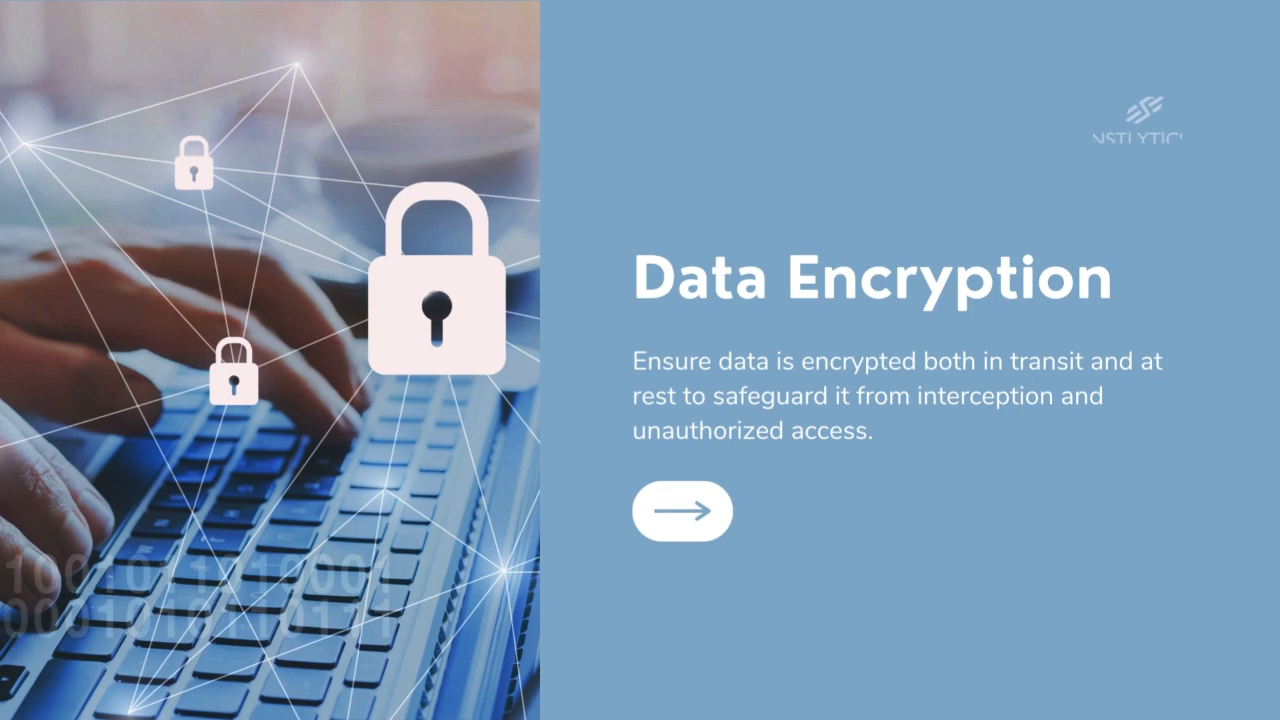 Data Encryption
Ensure data is encrypted both in transit and at
rest to safeguard it from interception and
unauthorized access.